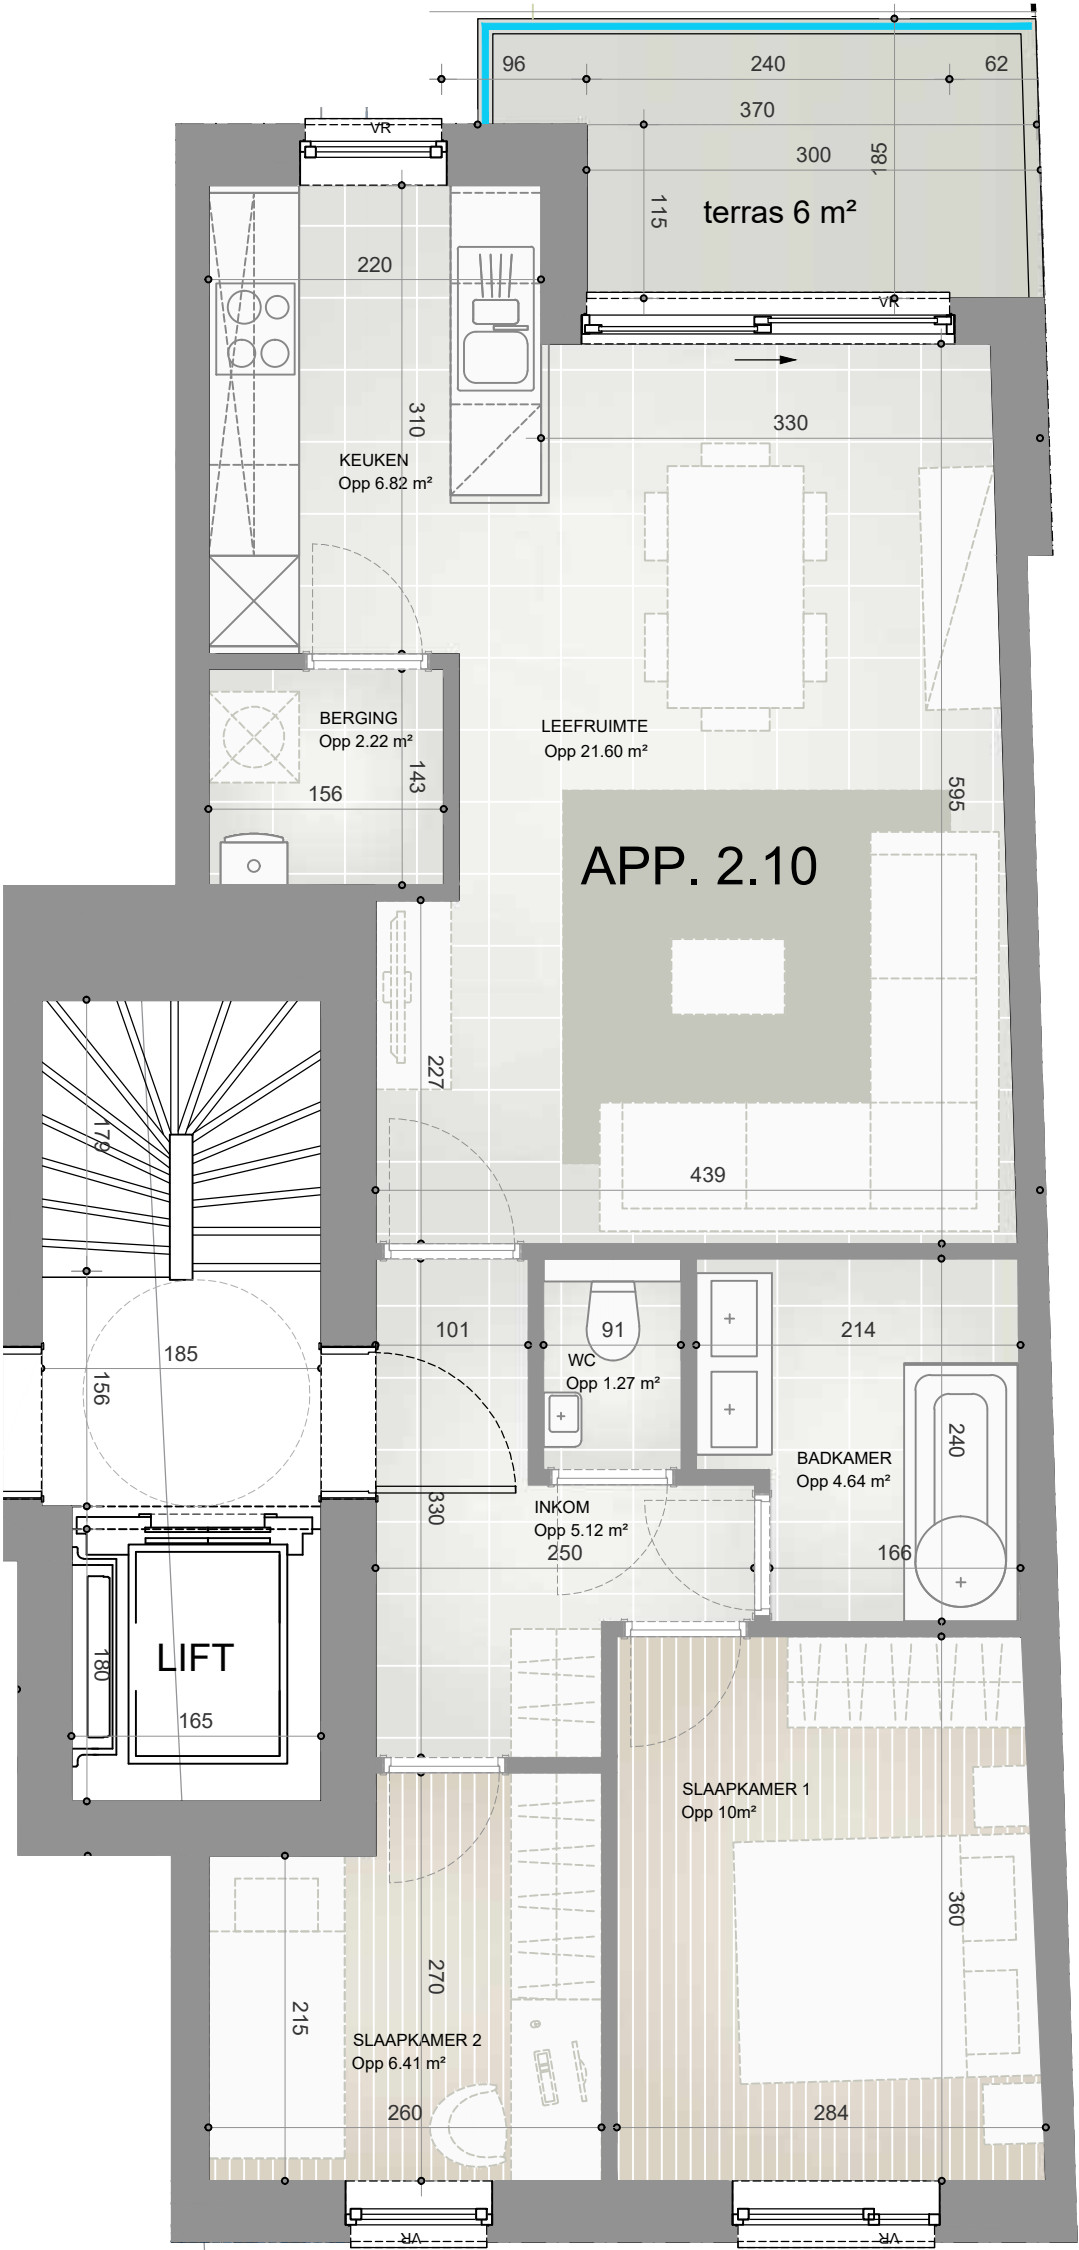 96
240
62
VR
370
300
185
115
terras 6 m²
VR
220
310
330
KEUKEN
Opp 6.82 m²
BERGING
Opp 2.22 m²
LEEFRUIMTE
Opp 21.60 m²
143
156
595
APP. 2.10
227
179
439
101
91
214
185
WC
Opp 1.27 m²
156
240
BADKAMER
Opp 4.64 m²
330
INKOM
Opp 5.12 m²
250
166
LIFT
180
165
SLAAPKAMER 1
Opp 10m²
360
270
215
SLAAPKAMER 2
Opp 6.41 m²
260
284
VR
VR